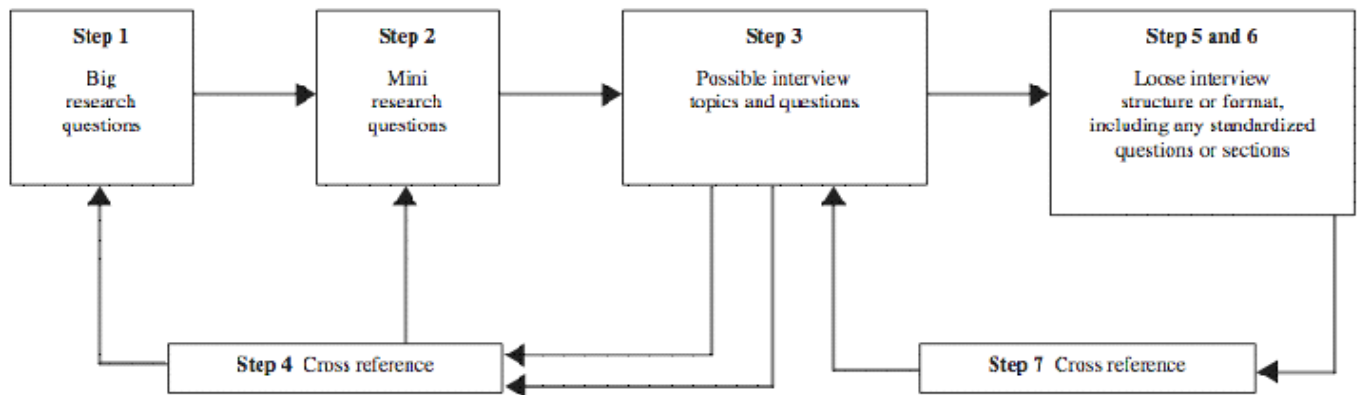 Step 1
Big
research
questions
Step 2
Mini
research
questions
Step 3
Possible interview
topics and questions
Step 5 and 6
Loose interview
structure or format,
including any standardized
questions or sections
Step 4 Cross reference
Step 7 Cross reference